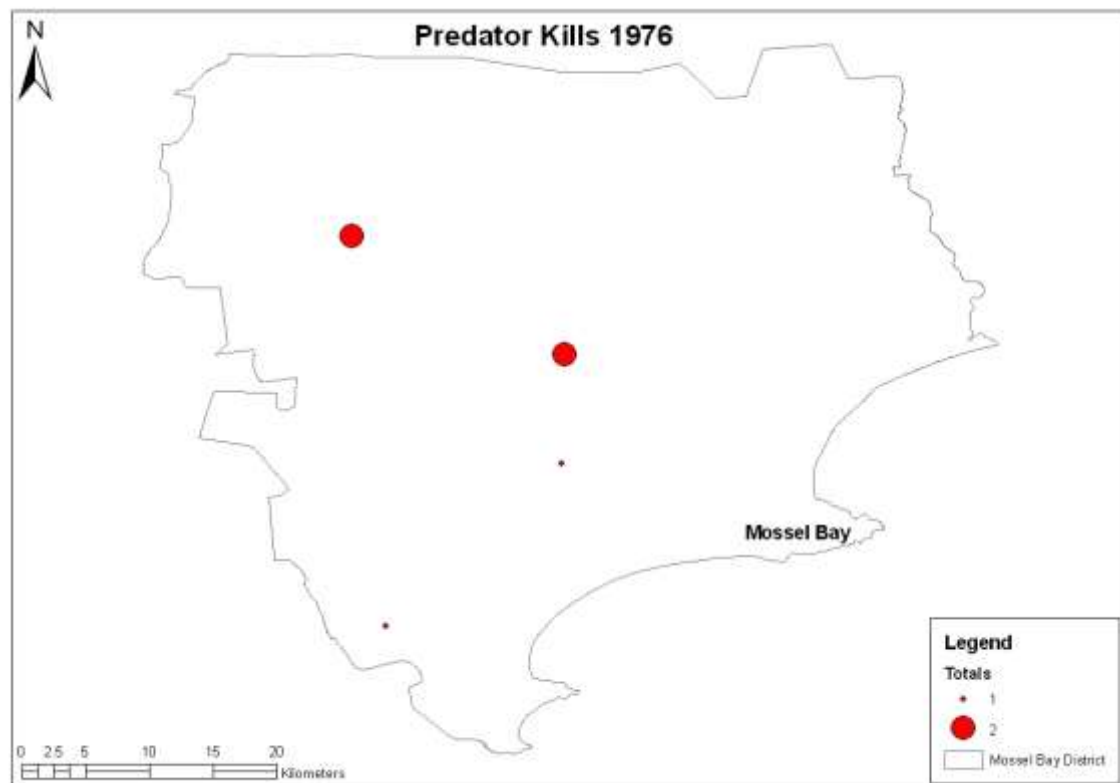 Predator Kills 1976
N
Mossel Bay
Legend
Totals
1
2
Mossel Bay District
0 2.5 5 10 15 20
Kilometers